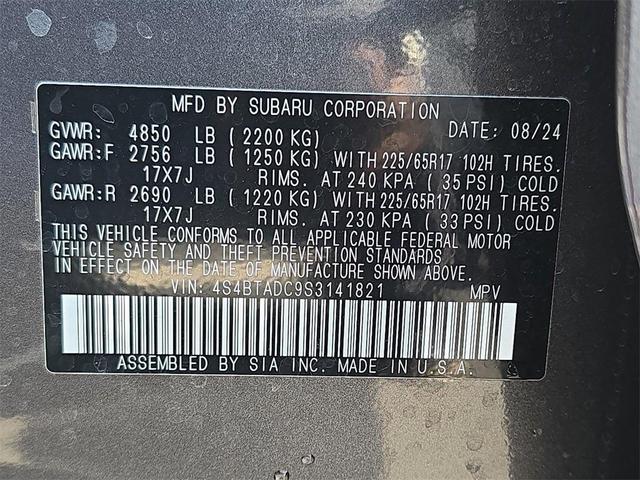 MFD BY SUBARU CORPORATION
GVWR: 4850 LB (2200 KG) DATE: 08/24
GAWR:F 2756 LB (1250 KG) WITH 225/65R17 102H TIRES.
17X7J RIMS. AT 240 KPA (35 PSI) COLD
GAWR:R 2690 LB (1220 KG) WITH 225/65R17 102H TIRES.
17X7J RIMS. AT 230 KPA (33 PSI) COLD
THIS VEHICLE CONFORMS TO ALL APPLICABLE FEDERAL MOTOR
VEHICLE SAFETY AND THEFT PREVENTION STANDARDS
IN EFFECT ON THE DATE OF MANUFACTURE SHOWN ABOVE.
VIN: 4S4BTADC9S3141821 MPV
ASSEMBLED BY SIA INC. MADE IN U.S.A.